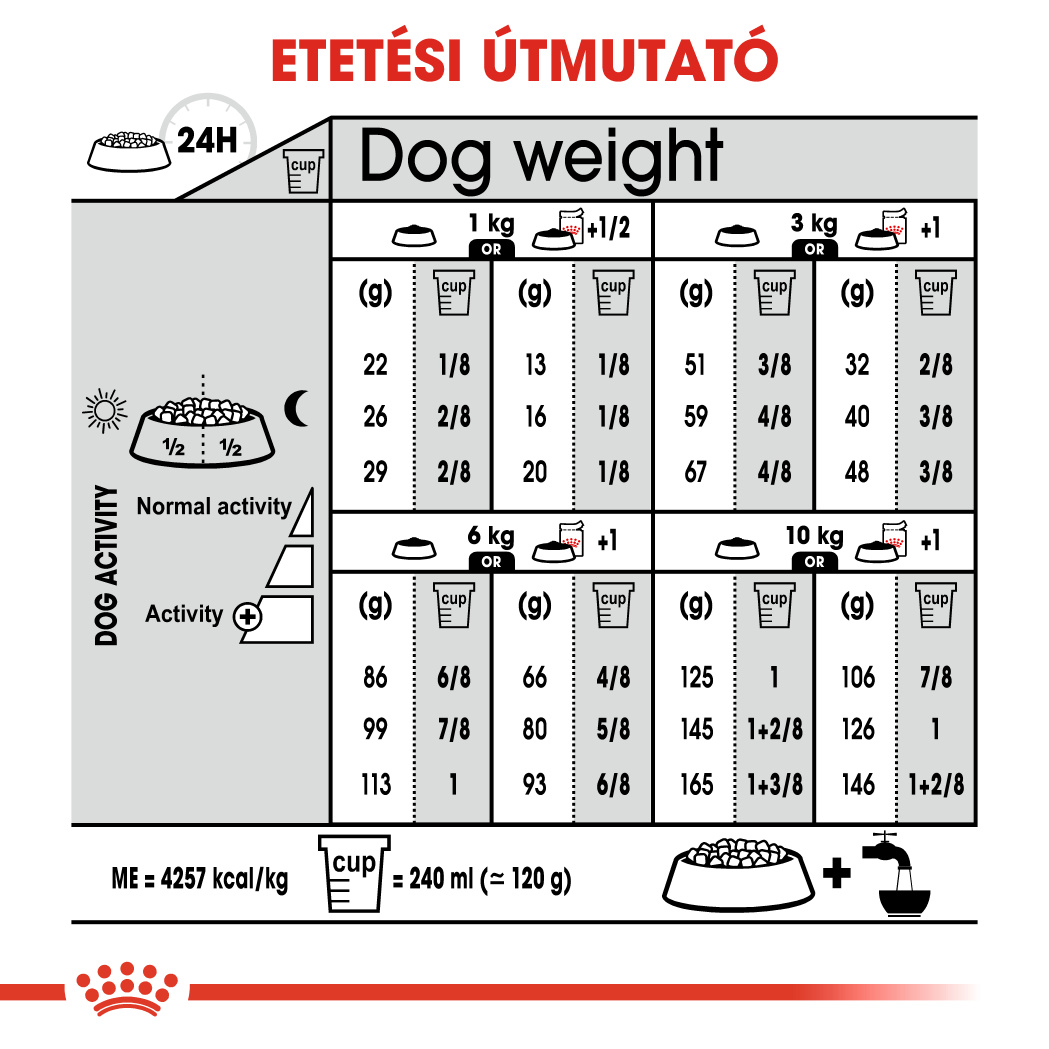 ETETÉSI ÚTMUTATÓ
24H
cup
Dog weight
1 kg +1/2 3 kg +1
OR OR
(g) cup (g) cup (g) cup (g) cup
22 1/8 13 1/8 51 3/8 32 2/8
26 2/8 16 1/8 59 4/8 40 3/8
29 2/8 20 1/8 67 4/8 48 3/8
½ ½
DOG ACTIVITY
Normal activity
Activity +
6 kg +1 10 kg +1
OR OR
(g) cup (g) cup (g) cup (g) cup
86 6/8 66 4/8 125 1 106 7/8
99 7/8 80 5/8 145 1+2/8 126 1
113 1 93 6/8 165 1+3/8 146 1+2/8
ME = 4257 kcal/kg cup = 240 ml (≃ 120 g) +